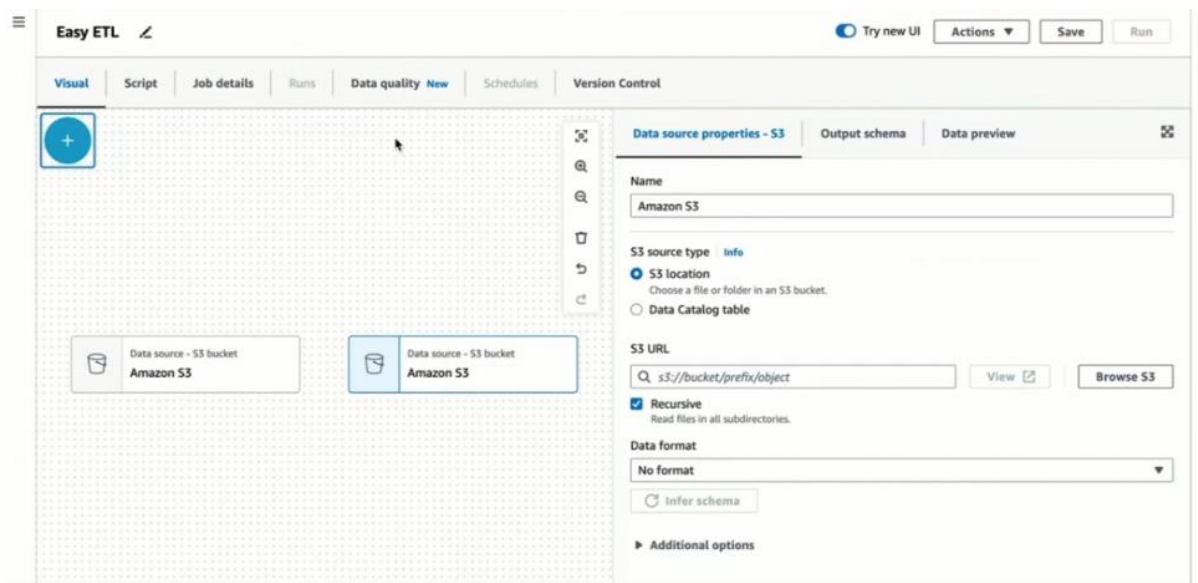 Easy ETL
Try new UI
Actions
Save
Run
Visual
Script
Job details
Runs
Data quality New
Schedules
Version Control
Data source - S3 bucket
Amazon S3
Data source - S3 bucket
Amazon S3
Data source properties - S3
Output schema
Data preview
Name
Amazon S3
S3 source type
Info
S3 location
Choose a file or folder in an S3 bucket.
Data Catalog table
S3 URL
s3://bucket/prefix/object
View
Browse S3
Recursive
Read files in all subdirectories.
Data format
No format
Infer schema
Additional options